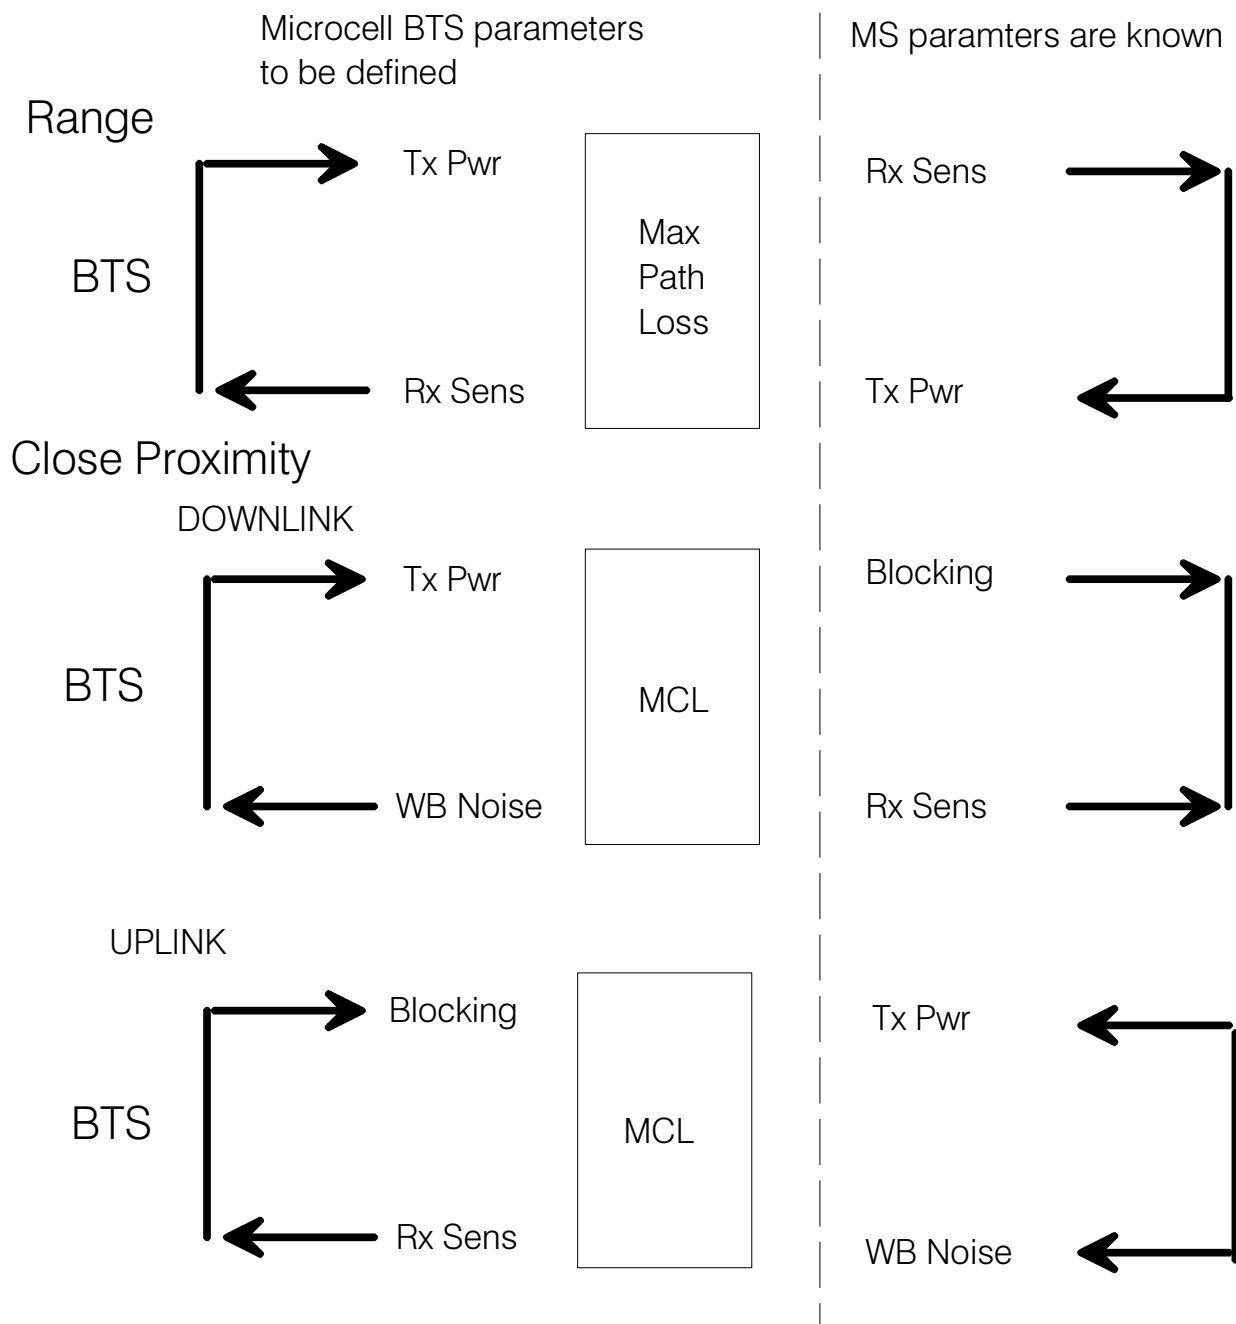 Microcell BTS parameters
to be defined
MS paramters are known
Range
Tx Pwr
Rx Sens
BTS
Max
Path
Loss
Rx Sens
Tx Pwr
Close Proximity
DOWNLINK
Tx Pwr
Blocking
BTS
MCL
WB Noise
Rx Sens
UPLINK
Blocking
Tx Pwr
BTS
MCL
Rx Sens
WB Noise